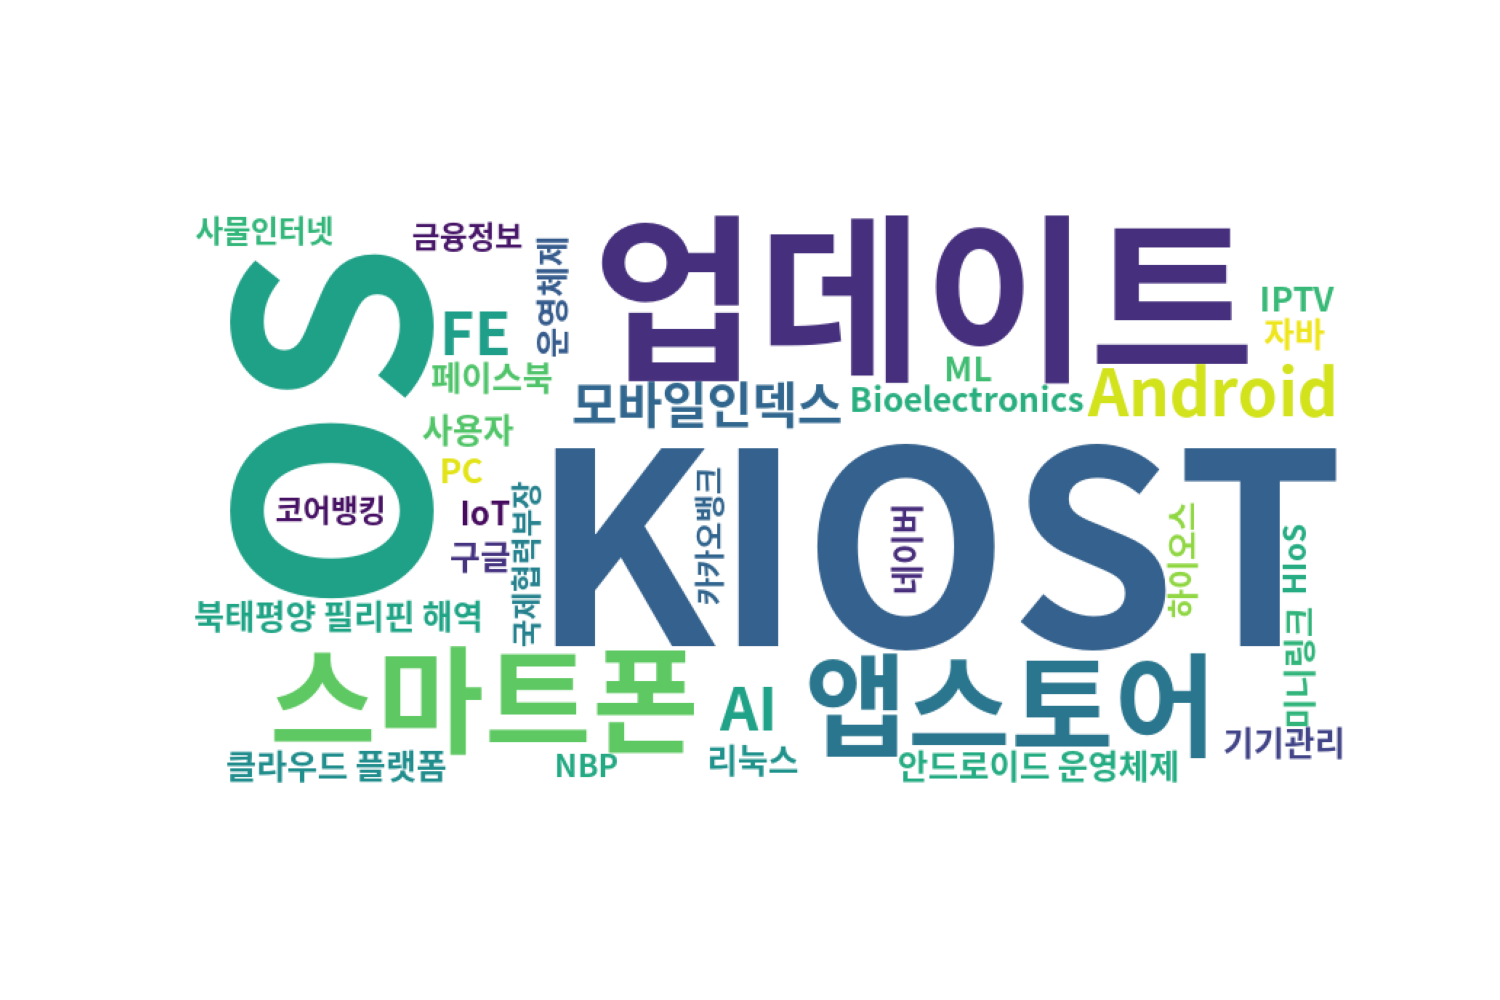 사물인터넷
금융정보
OS
운영체제
업데이트
FE
IPTV
자바
페이스북
ML
모바일인덱스
Bioelectronics
Android
사용자
PC
코어뱅킹
IoT
구글
국제협력부장
KIOST
카카오뱅크
네이버
하이오스
HIoS
북태평양 필리핀 해역
미니링크
스마트폰
AI
앱스토어
기기관리
클라우드 플랫폼
NBP
리눅스
안드로이드 운영체제